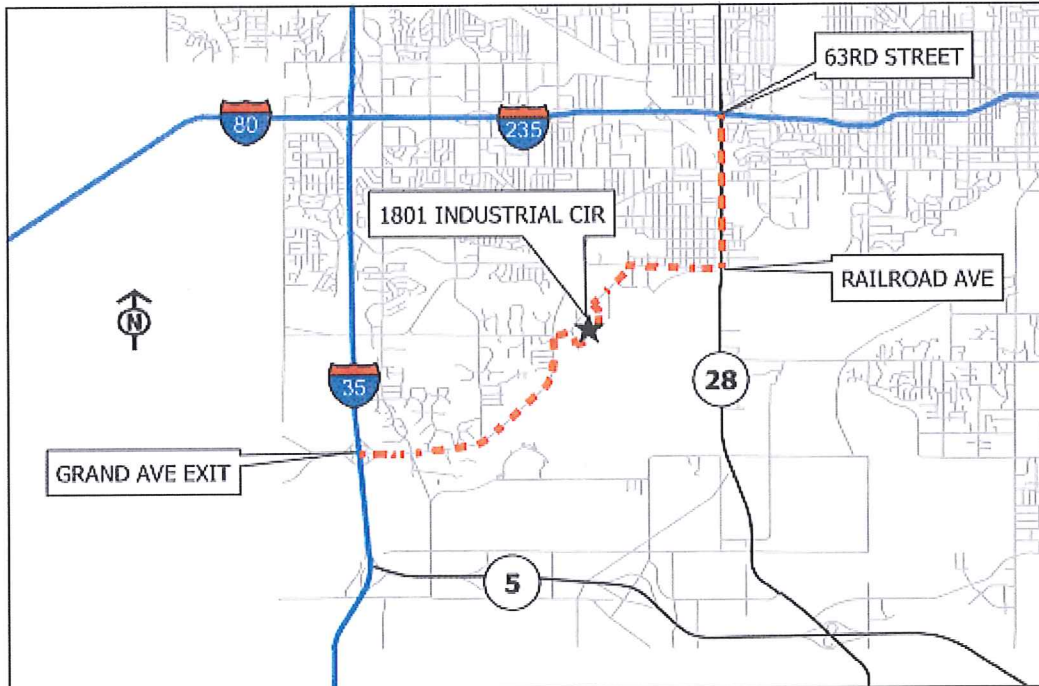 63RD STREET
80
235
1801 INDUSTRIAL CIR
RAILROAD AVE
N
35
28
GRAND AVE EXIT
5